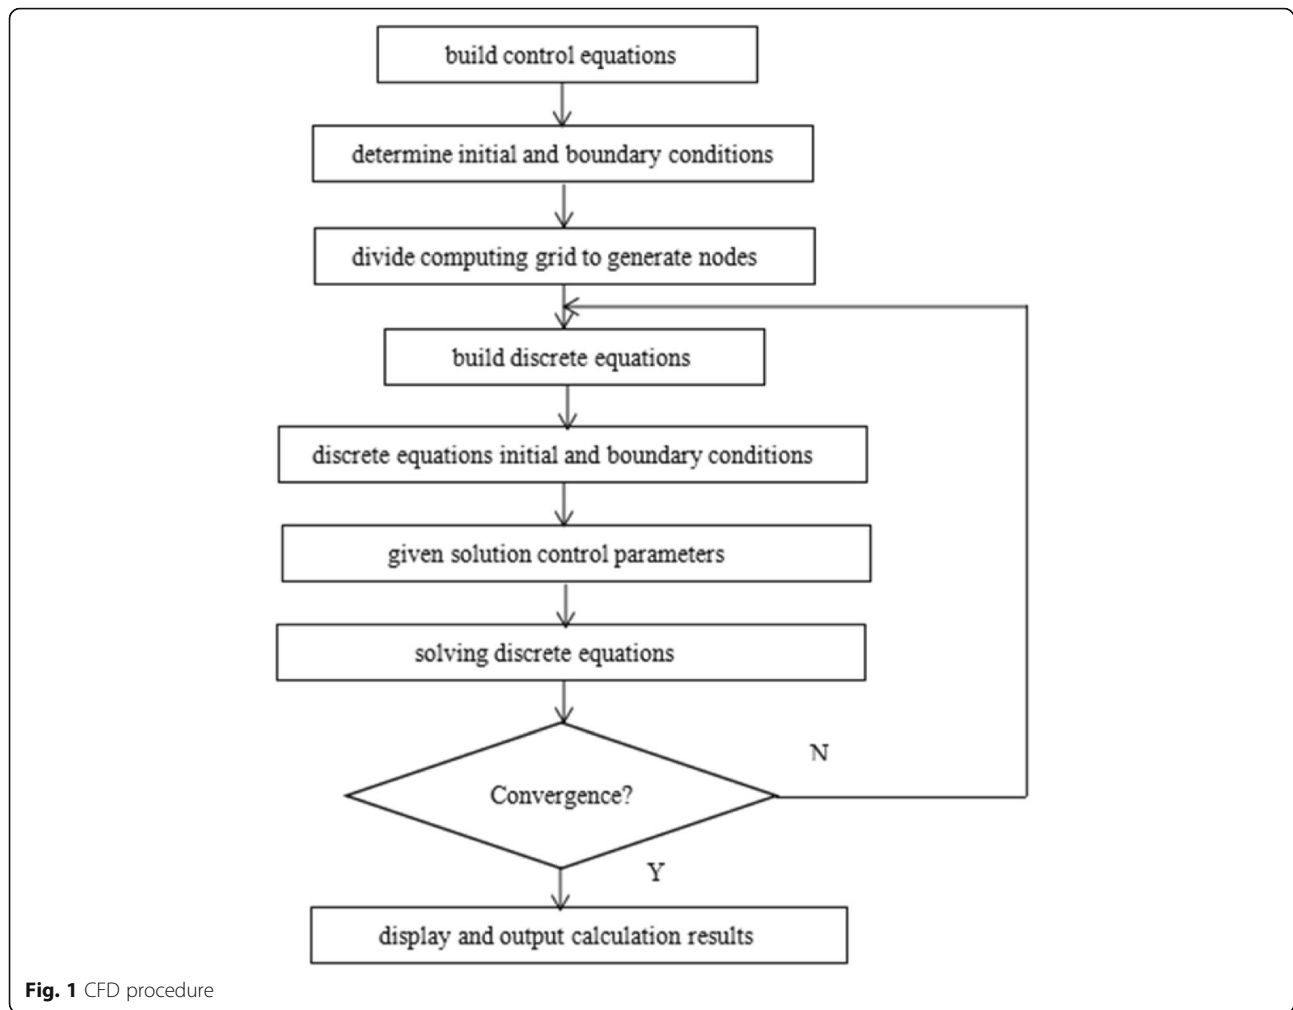 build control equations
determine initial and boundary conditions
divide computing grid to generate nodes
build discrete equations
discrete equations initial and boundary conditions
given solution control parameters
solving discrete equations
N
Convergence?
Y
display and output calculation results
Fig. 1 CFD procedure